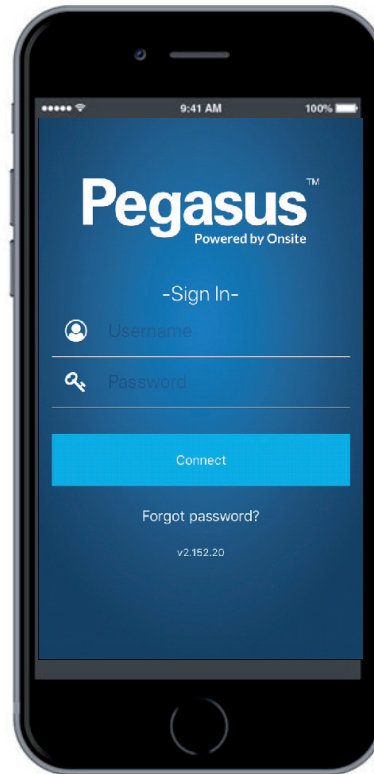 9:41 AM 100%
Pegasus™
Powered by Onsite
-Sign In-
Username
Password
Connect
Forgot password?
v2.152.20